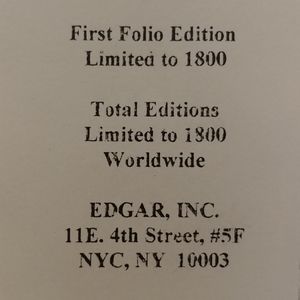 First Folio Edition
Limited to 1800
Total Editions
Limited to 1800
Worldwide
EDGAR, INC.
11E. 4th Street, #5F
NYC, NY 10003